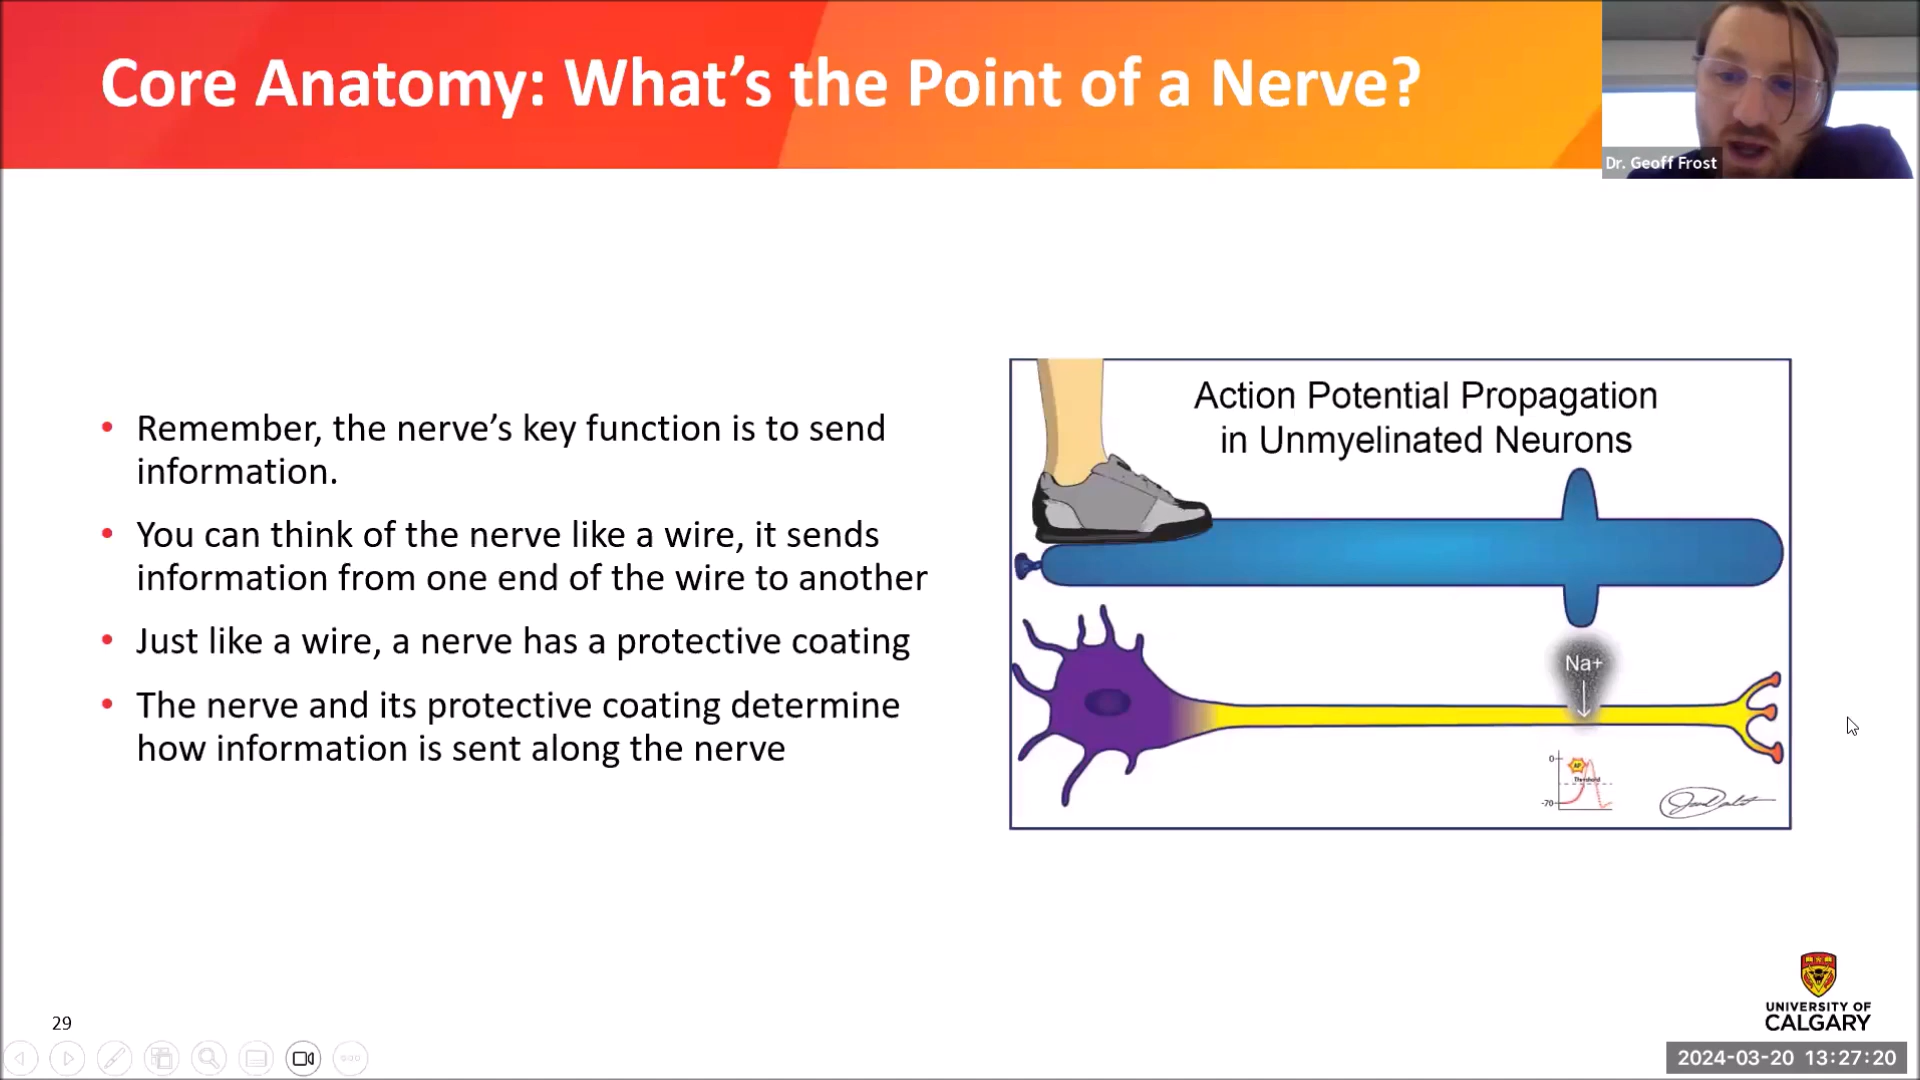 Core Anatomy: What's the Point of a Nerve?
Dr. Geoff Frost
• Remember, the nerve's key function is to send
information.
• You can think of the nerve like a wire, it sends
information from one end of the wire to another
• Just like a wire, a nerve has a protective coating
• The nerve and its protective coating determine
how information is sent along the nerve
Action Potential Propagation
in Unmyelinated Neurons
Na+
0
AP
Threshold
-70
UNIVERSITY OF
CALGARY
29
2024-03-20 13:27:20